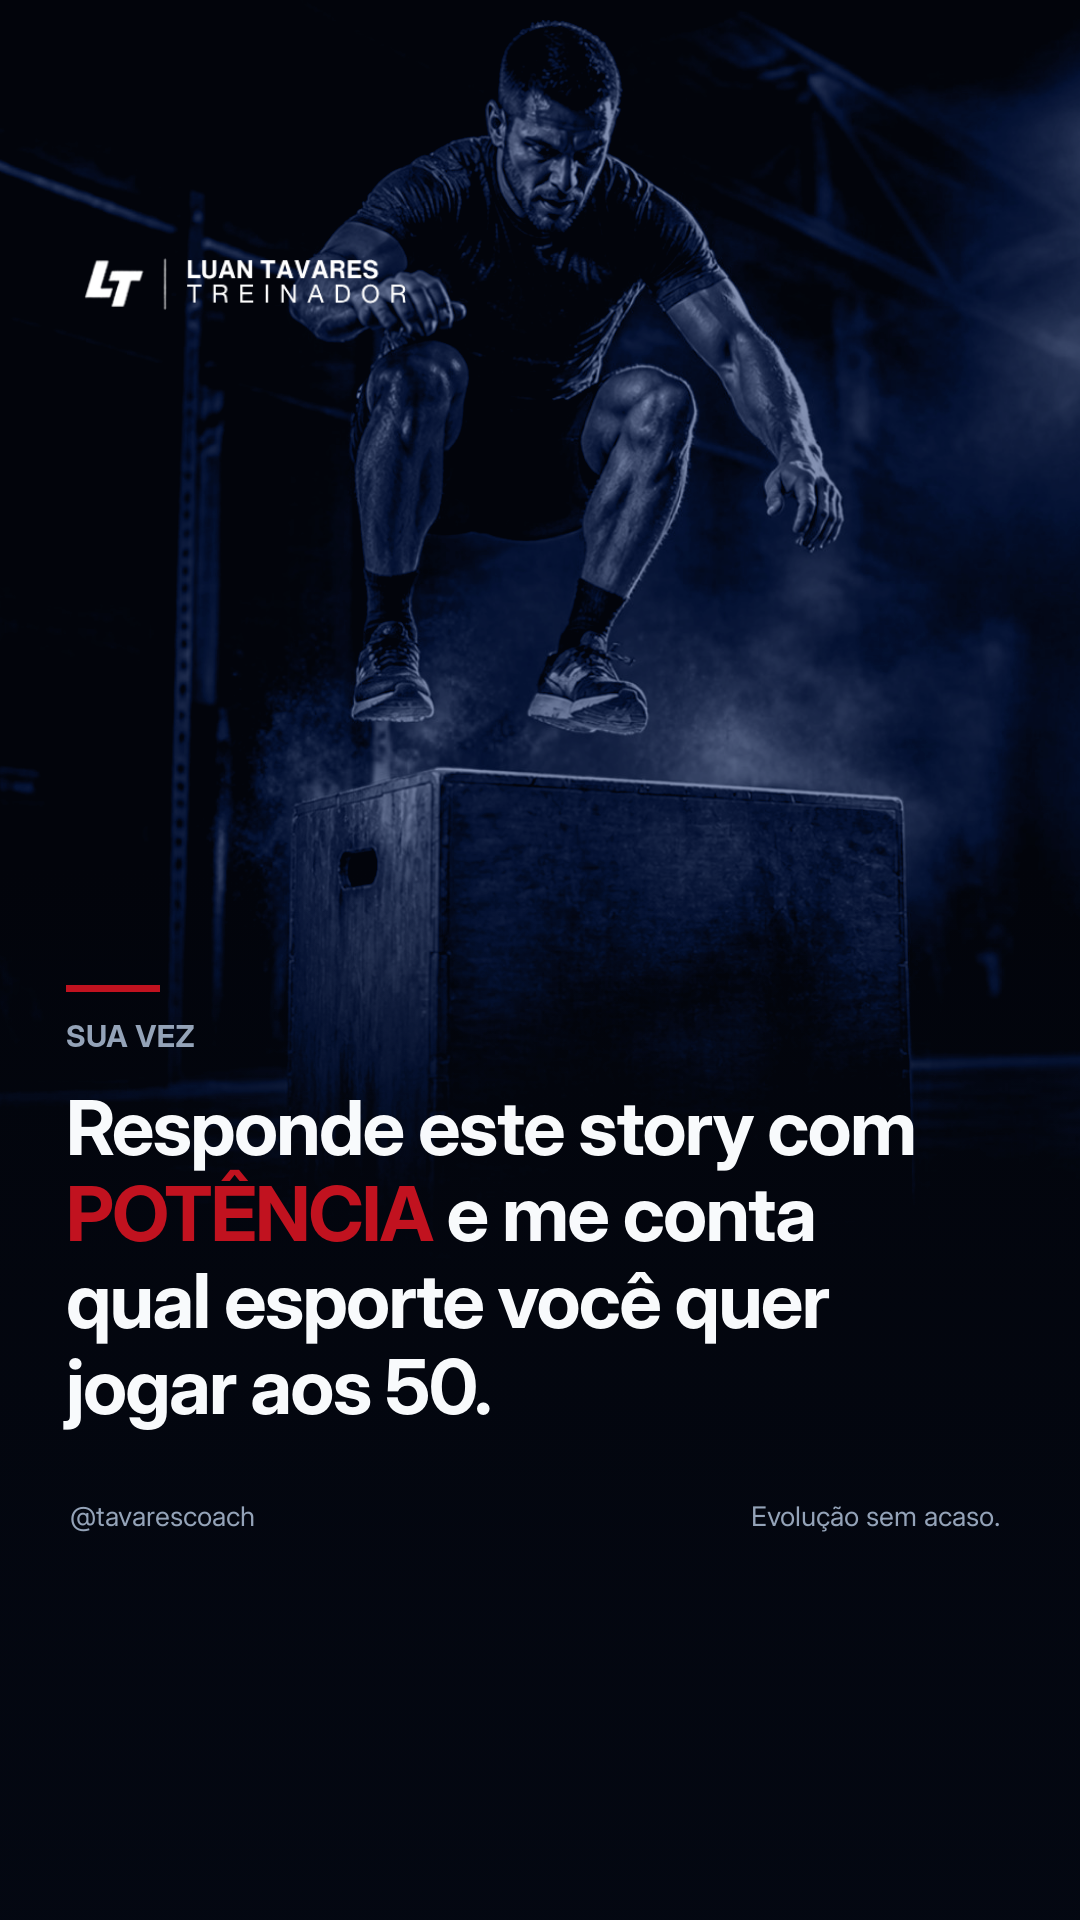 LT
LUAN TAVARES
TREINADOR
SUA VEZ
Responde este story com
POTÊNCIA e me conta
qual esporte você quer
jogar aos 50.
@tavarescoach
Evolução sem acaso.